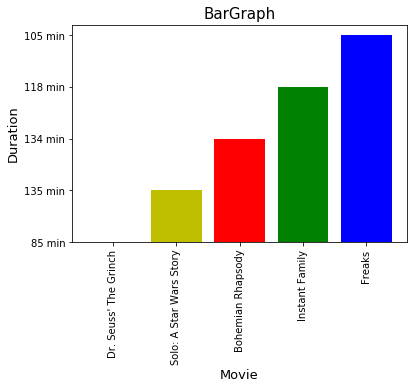 BarGraph
Duration
105 min
118 min
134 min
135 min
85 min
Dr. Seuss' The Grinch
Solo: A Star Wars Story
Bohemian Rhapsody
Instant Family
Freaks
Movie